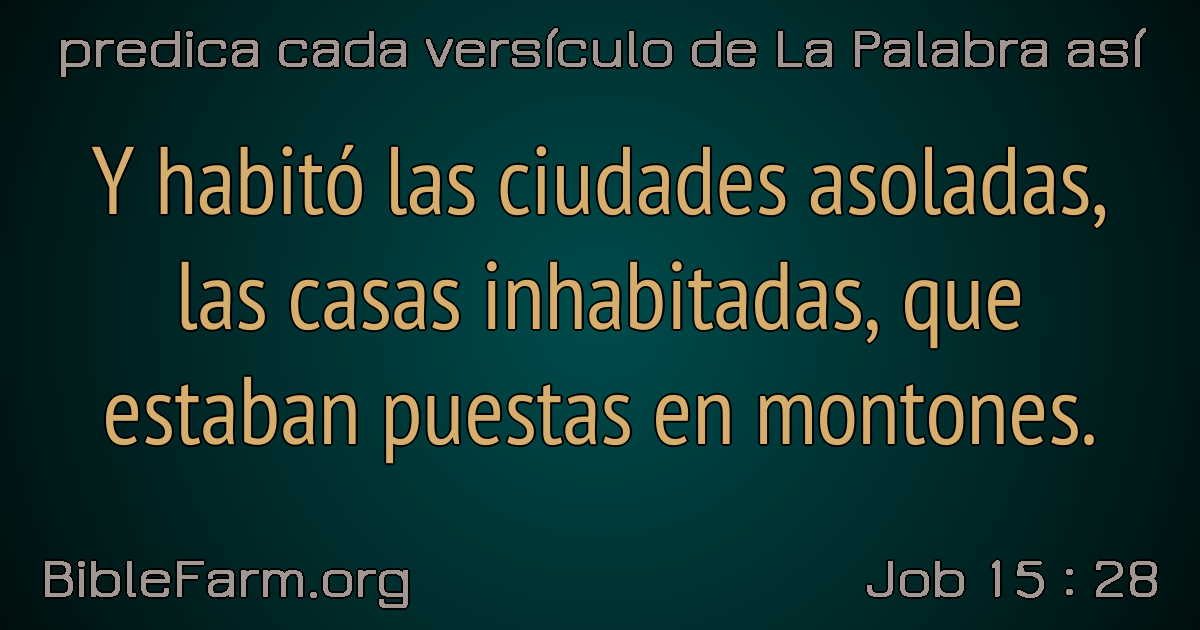 predica cada versículo de La Palabra así
Y habitó las ciudades asoladas,
las casas inhabitadas, que
estaban puestas en montones.
BibleFarm.org
Job 15 : 28